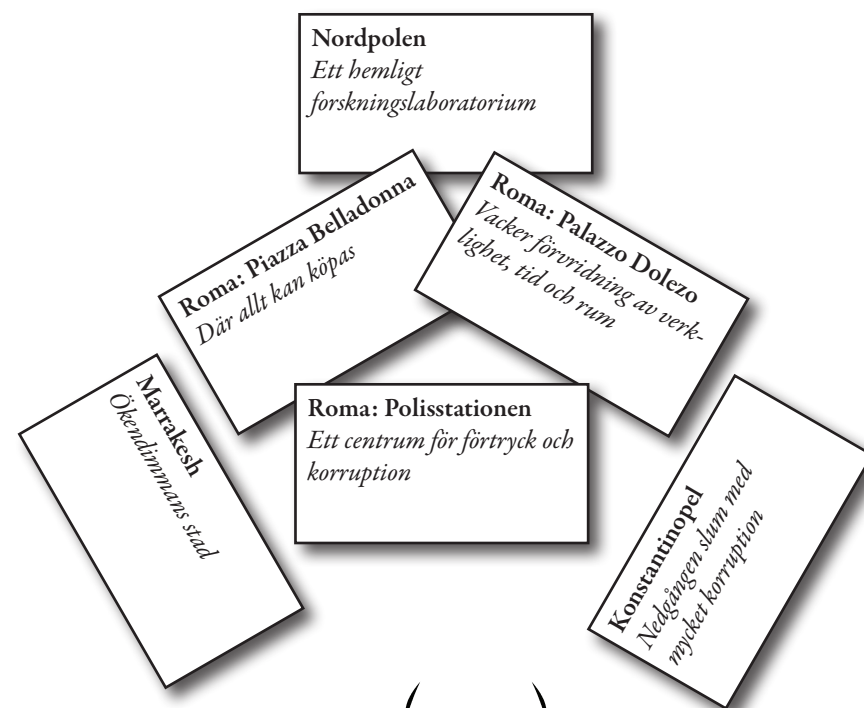 Nordpolen
Ett hemligt
forskningslaboratorium
Roma: Piazza Belladonna
Där allt kan köpas
Roma: Palazzo Dolezo
Vacker förvridning av verk-
lighet, tid och rum
Marrakesh
Ökendimmans stad
Roma: Polisstationen
Ett centrum för förtryck och
korruption
Konstantinopel
Nedgången slum med
mycket korruption